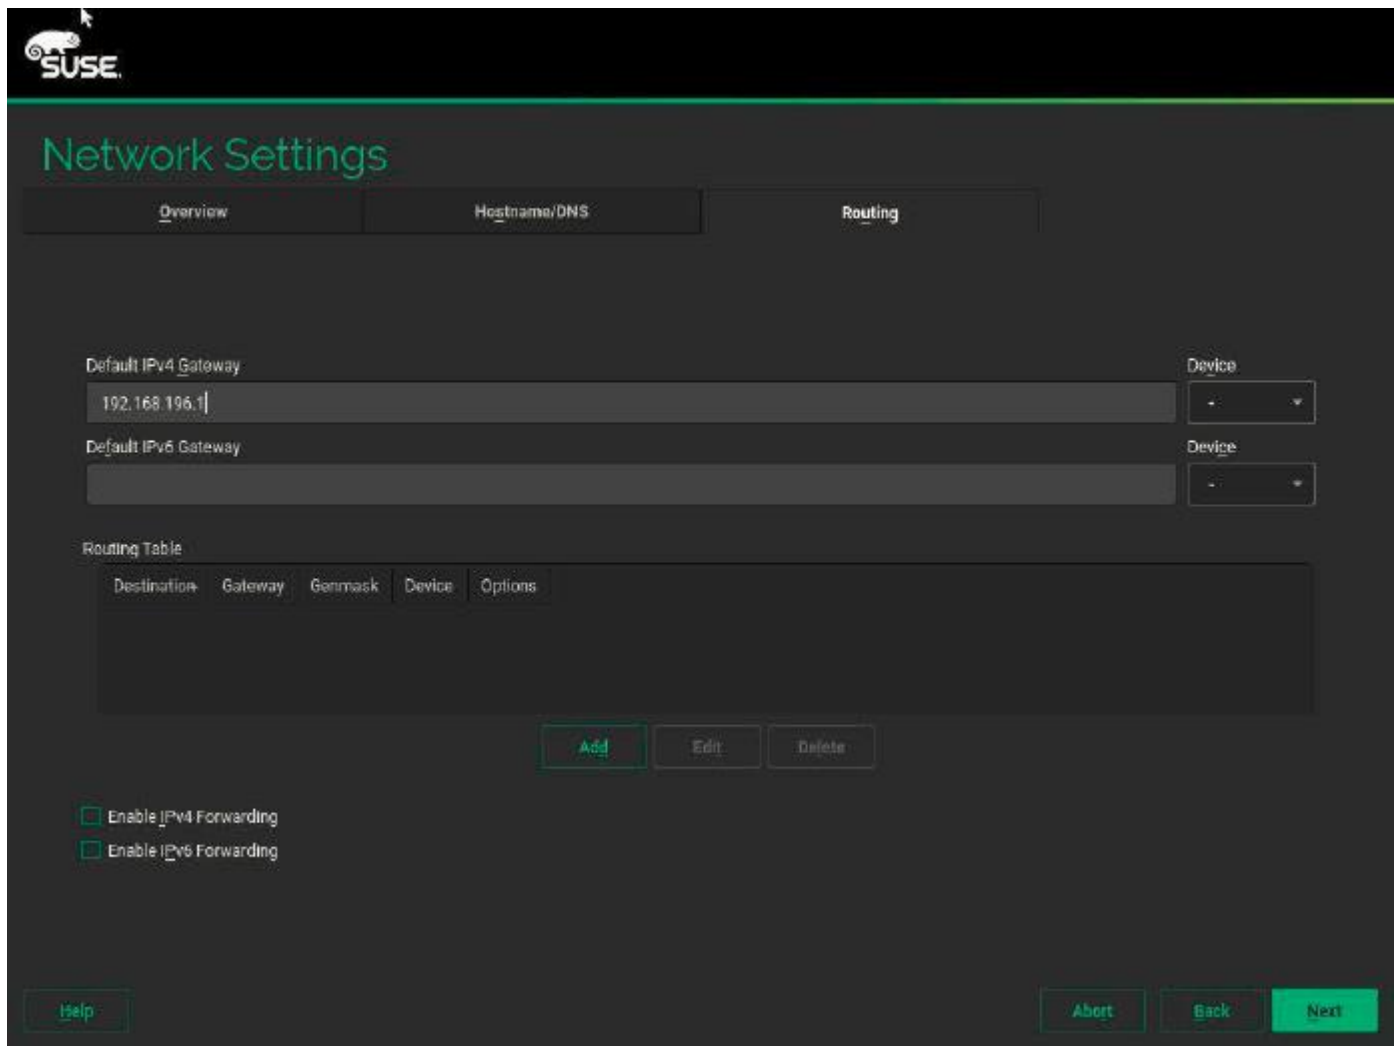 SUSE.
Network Settings
Overview Hostname/DNS Routing
Default IPv4 Gateway Device
192.168.196.1 -
Default IPv6 Gateway Device
-
Routing Table
Destination Gateway Genmask Device Options
Add Edit Delete
Enable IPv4 Forwarding
Enable IPv6 Forwarding
Help Abort Back Next